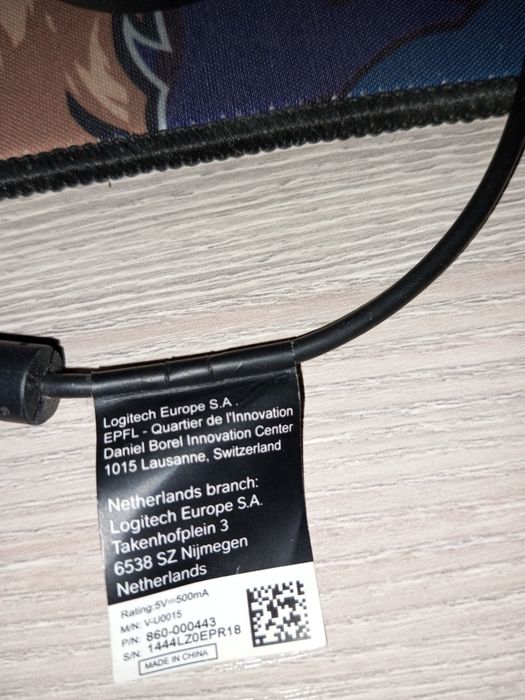 Logitech Europe S.A.
EPFL - Quartier de l'Innovation
Daniel Borel Innovation Center
1015 Lausanne, Switzerland
Netherlands branch:
Logitech Europe S.A.
Takenhofplein 3
6538 SZ Nijmegen
Netherlands
Rating:5V⎓500mA
M/N: V-U0015
P/N: 860-000443
S/N: 1444LZ0EPR18
MADE IN CHINA